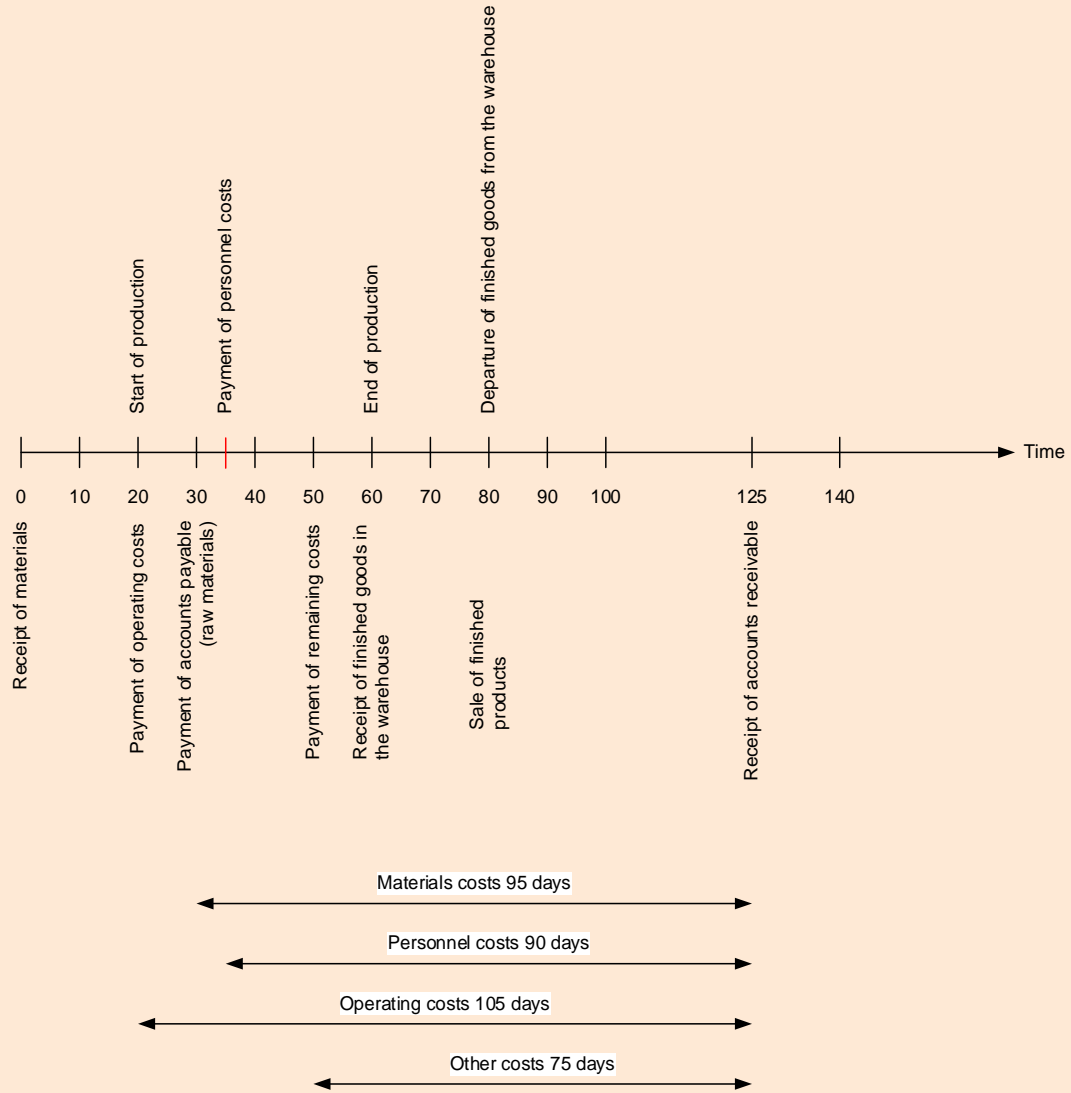 Start of production
Payment of personnel costs
End of production
Departure of finished goods from the warehouse
Time
0 10 20 30 40 50 60 70 80 90 100 125 140
Receipt of materials
Payment of operating costs
Payment of accounts payable
(raw materials)
Payment of remaining costs
Receipt of finished goods in
the warehouse
Sale of finished
products
Receipt of accounts receivable
Materials costs 95 days
Personnel costs 90 days
Operating costs 105 days
Other costs 75 days